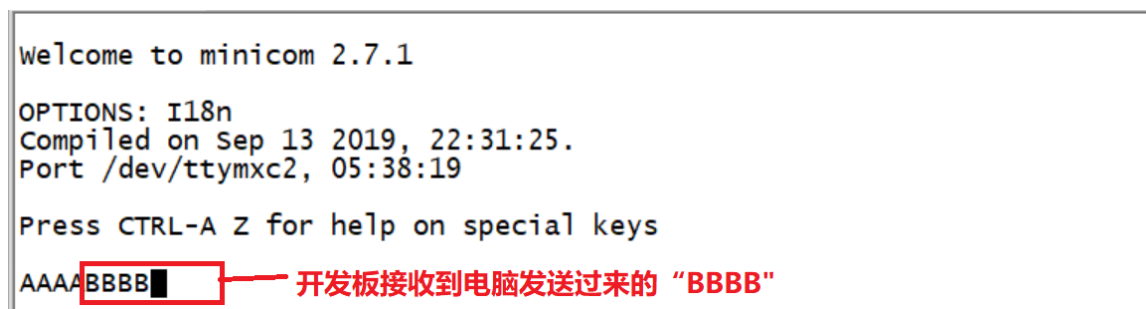 Welcome to minicom 2.7.1
OPTIONS: I18n
Compiled on Sep 13 2019, 22:31:25.
Port /dev/ttymxc2, 05:38:19
Press CTRL-A Z for help on special keys
AAAABBBB 开发板接收到电脑发送过来的“BBBB"